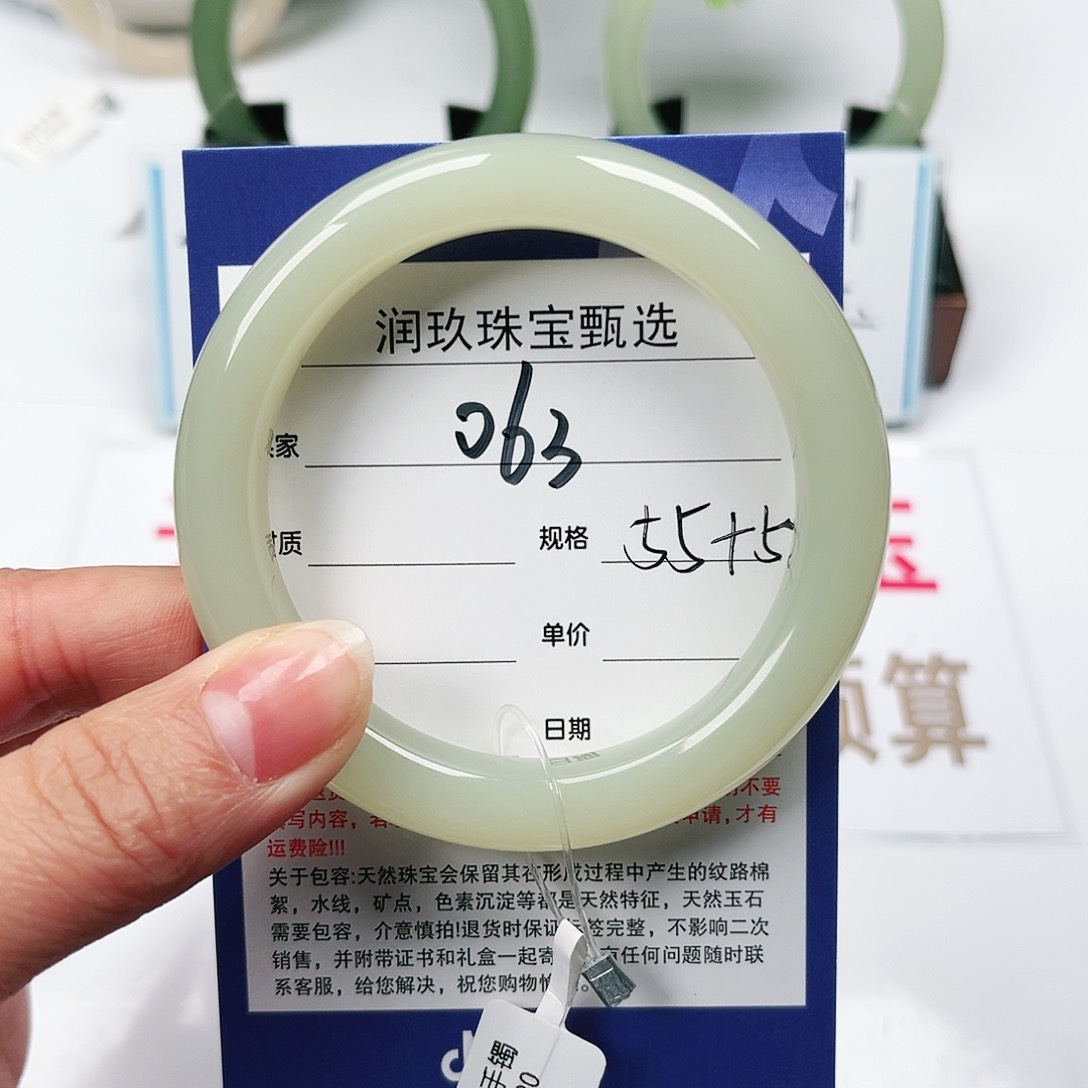 润玖珠宝甄选
家 063
质 规格 55+5
单价
日期
不要
写内容，
申请，才有
运费险!!!
关于包容:天然珠宝会保留其在形成过程中产生的纹路棉
絮，水线，矿点，色素沉淀等都是天然特征，天然玉石
需要包容，介意慎拍!退货时保证 签完整，不影响二次
销售，并附带证书和礼盒一起寄 有任何问题随时联
系客服，给您解决，祝您购物愉
手镯
预算